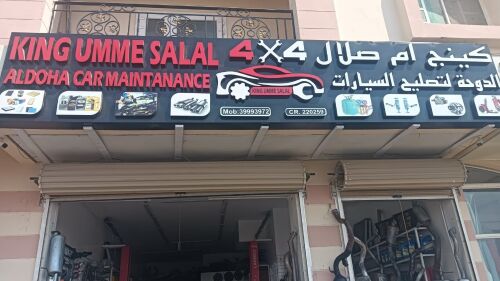 KING UMME SALAL 4X4 كينج ام صلال
ALDOHA CAR MAINTANANCE الدوحة لتصليح السيارات
KING UMME SALAL
Mob: 39993972 CR. 220259